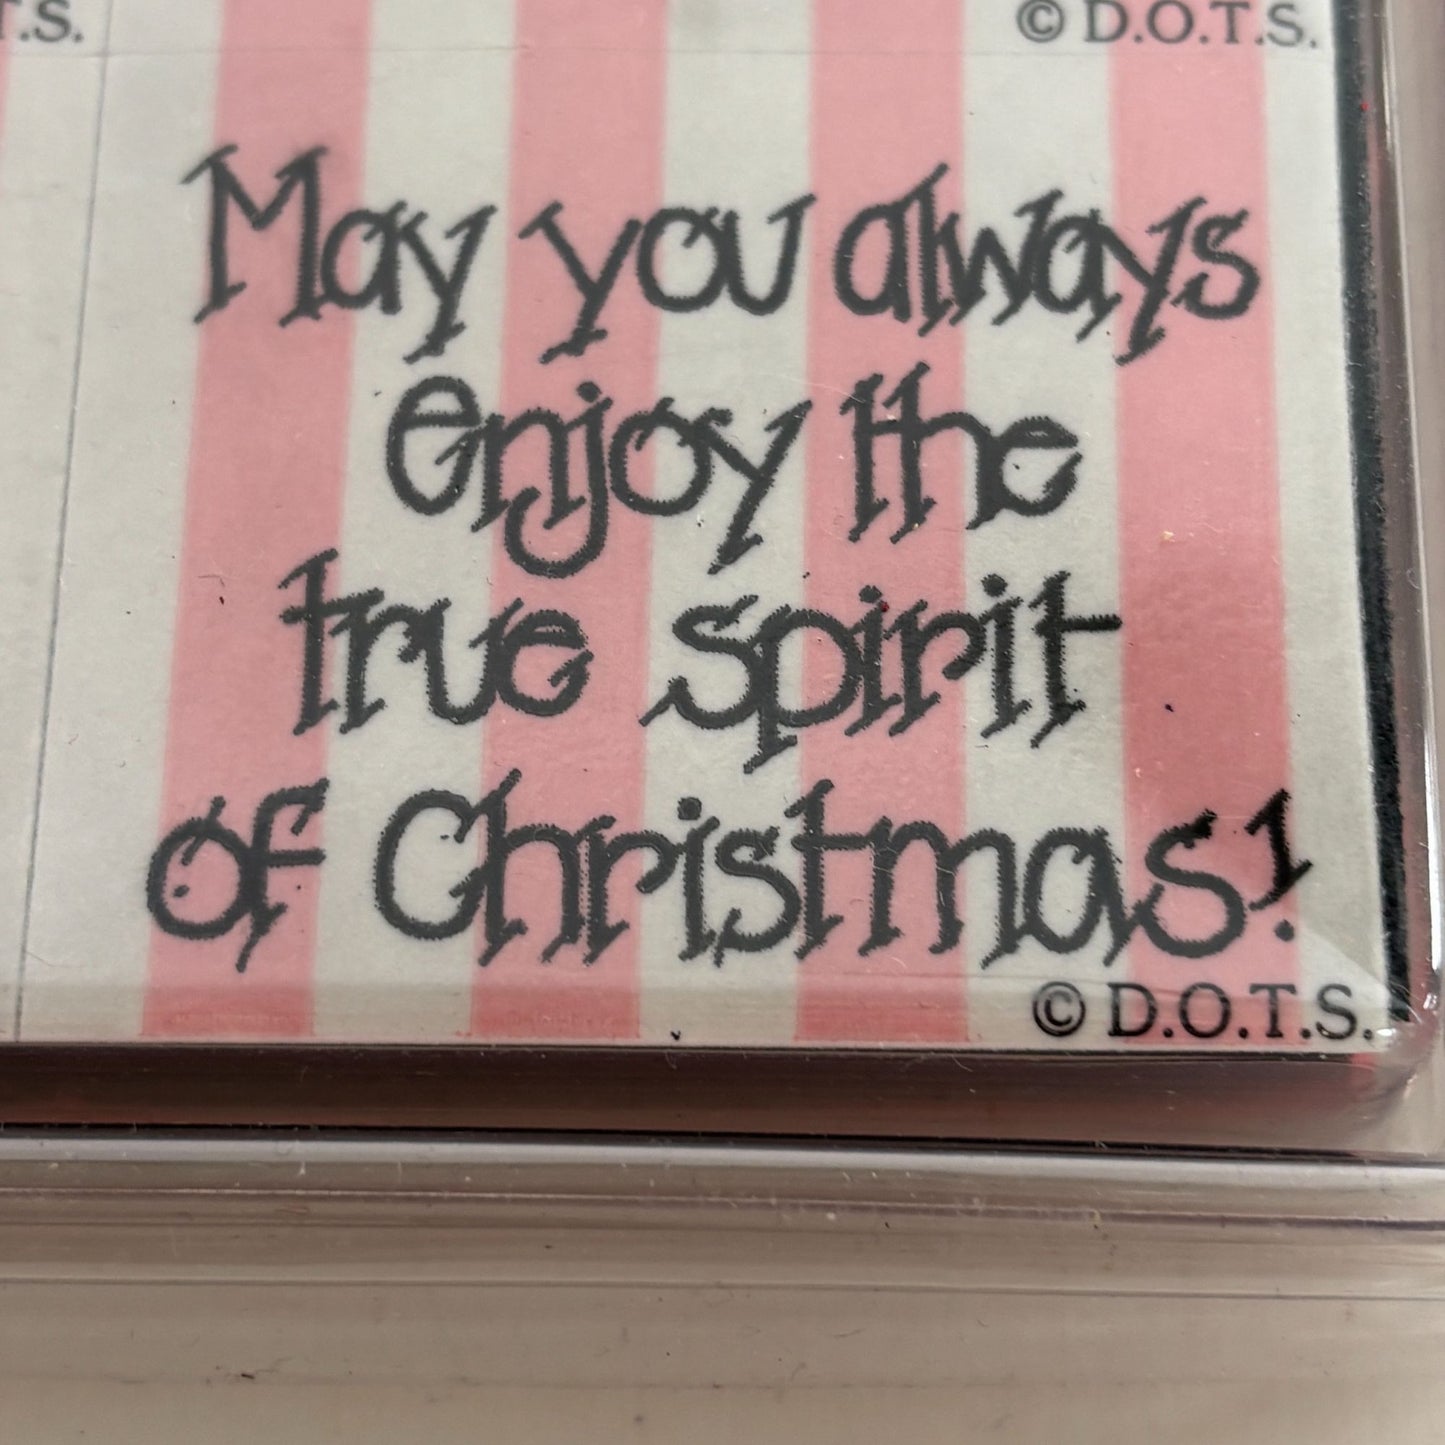 T.S.
© D.O.T.S.
May you always
enjoy the
true spirit
of Christmas!
© D.O.T.S.